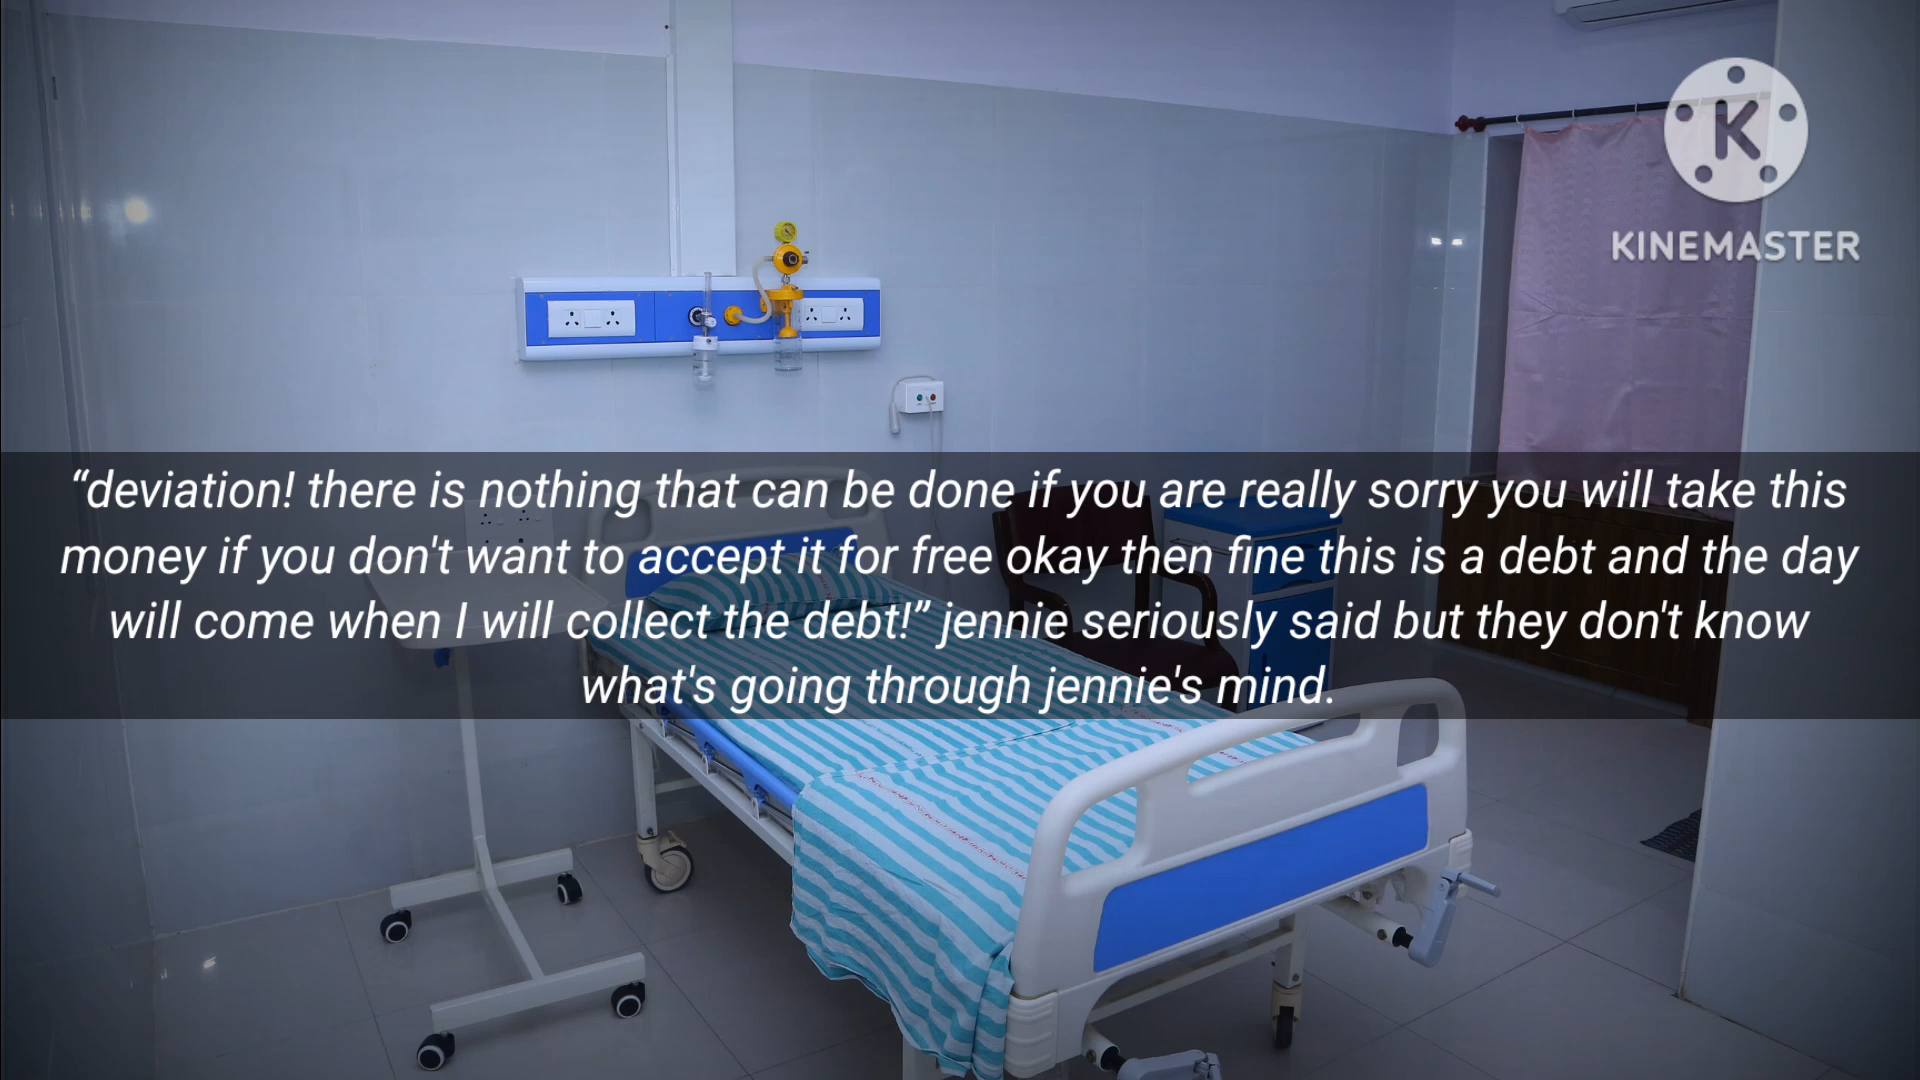 KINEMASTER
“deviation! there is nothing that can be done if you are really sorry you will take this
money if you don't want to accept it for free okay then fine this is a debt and the day
will come when I will collect the debt!” jennie seriously said but they don't know
what's going through jennie's mind.